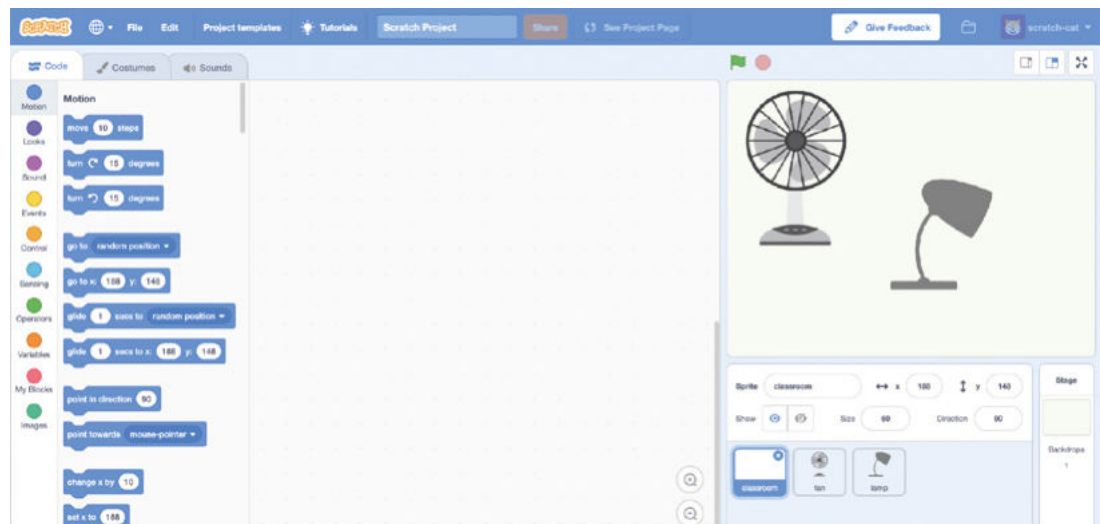 SCRATCH File Edit Project templates Tutorials Scratch Project Share See Project Page Give Feedback scratch-cat
Code Costumes Sounds
Motion
Looks
Sound
Events
Control
Sensing
Operators
Variables
My Blocks
Images
Motion
move 10 steps
turn 15 degrees
turn 15 degrees
go to random position
go to x: 188 y: 148
glide 1 secs to random position
glide 1 secs to x: 188 y: 148
point in direction 90
point towards mouse-pointer
change x by 10
set x to 188
Sprite classroom x 188 y 148
Show Size 60 Direction 90
classroom fan lamp
Stage
Backdrops
1